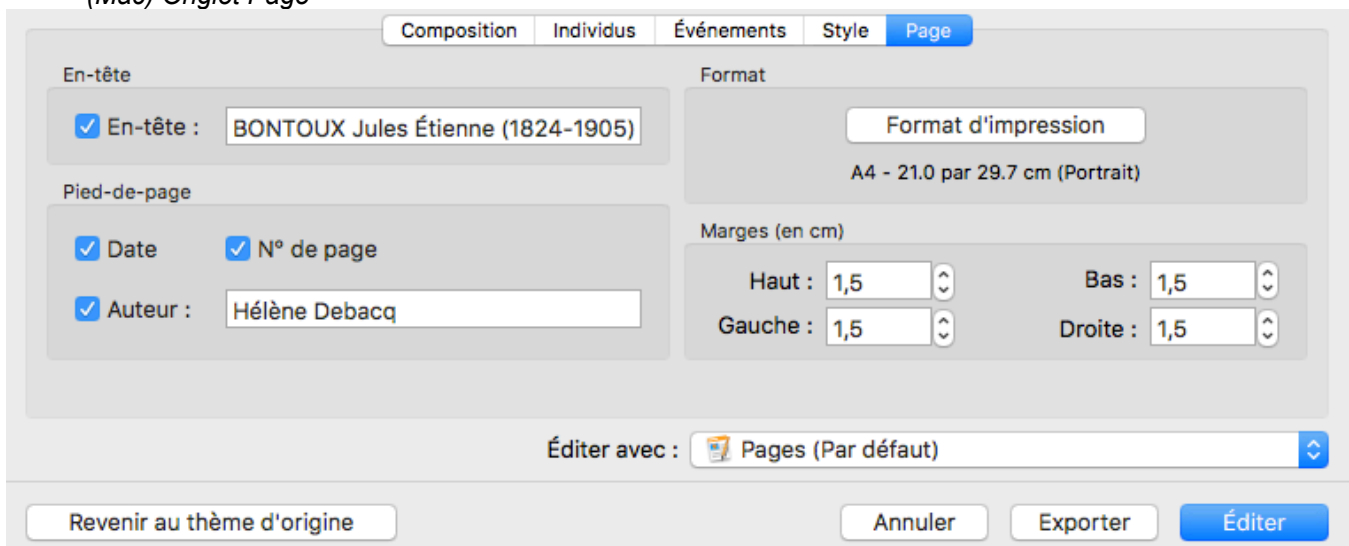 (Mac) Onglet Page
Composition Individus Événements Style Page
En-tête
En-tête : BONTOUX Jules Étienne (1824-1905)
Pied-de-page
Date N° de page
Auteur : Hélène Debacq
Format
Format d'impression
A4 - 21.0 par 29.7 cm (Portrait)
Marges (en cm)
Haut : 1,5 Bas : 1,5
Gauche : 1,5 Droite : 1,5
Éditer avec : Pages (Par défaut)
Revenir au thème d'origine Annuler Exporter Éditer